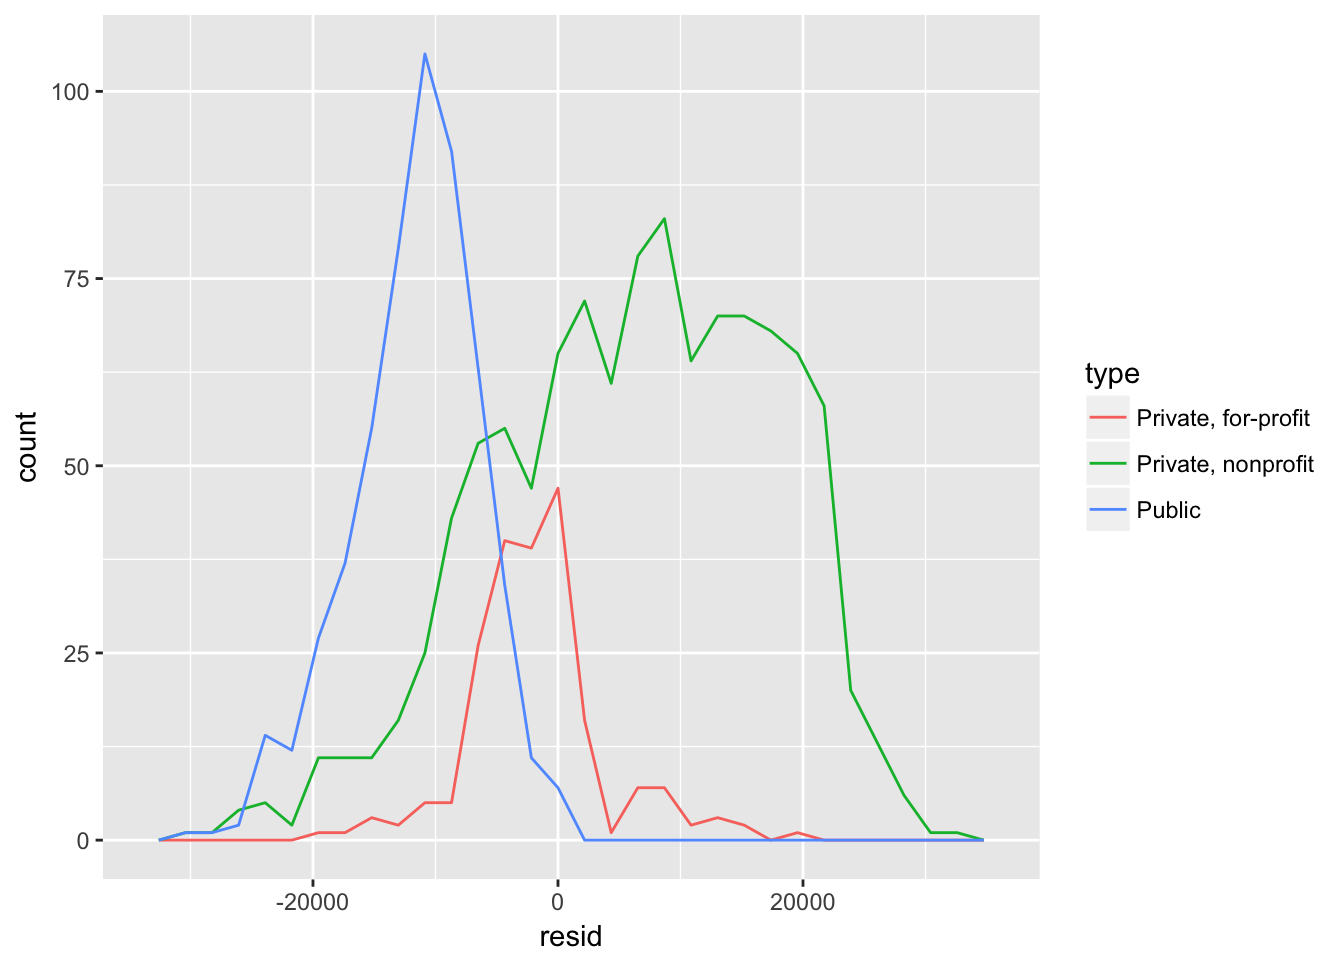 100
75
50
25
0
count
-20000
0
20000
resid
type
Private, for-profit
Private, nonprofit
Public